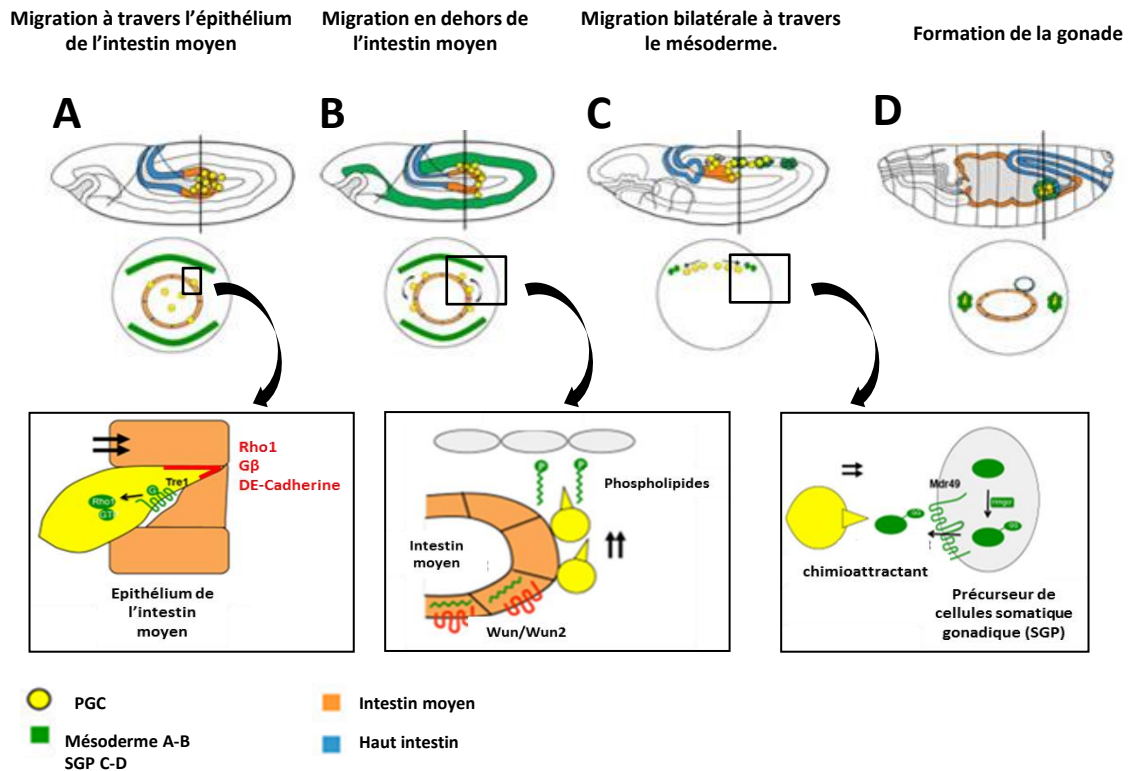 Migration à travers l’épithélium
de l’intestin moyen
Migration en dehors de
l’intestin moyen
Migration bilatérale à travers
le mésoderme.
Formation de la gonade
A
B
C
D
Rho1
Gβ
DE-Cadherine
Tre1
Rho1
Epithélium de
l’intestin
moyen
P
P
Phospholipides
Intestin
moyen
Wun/Wun2
Mdr49
chimioattractant
Précurseur de
cellules somatique
gonadique (SGP)
PGC
Mésoderme A-B
SGP C-D
Intestin moyen
Haut intestin